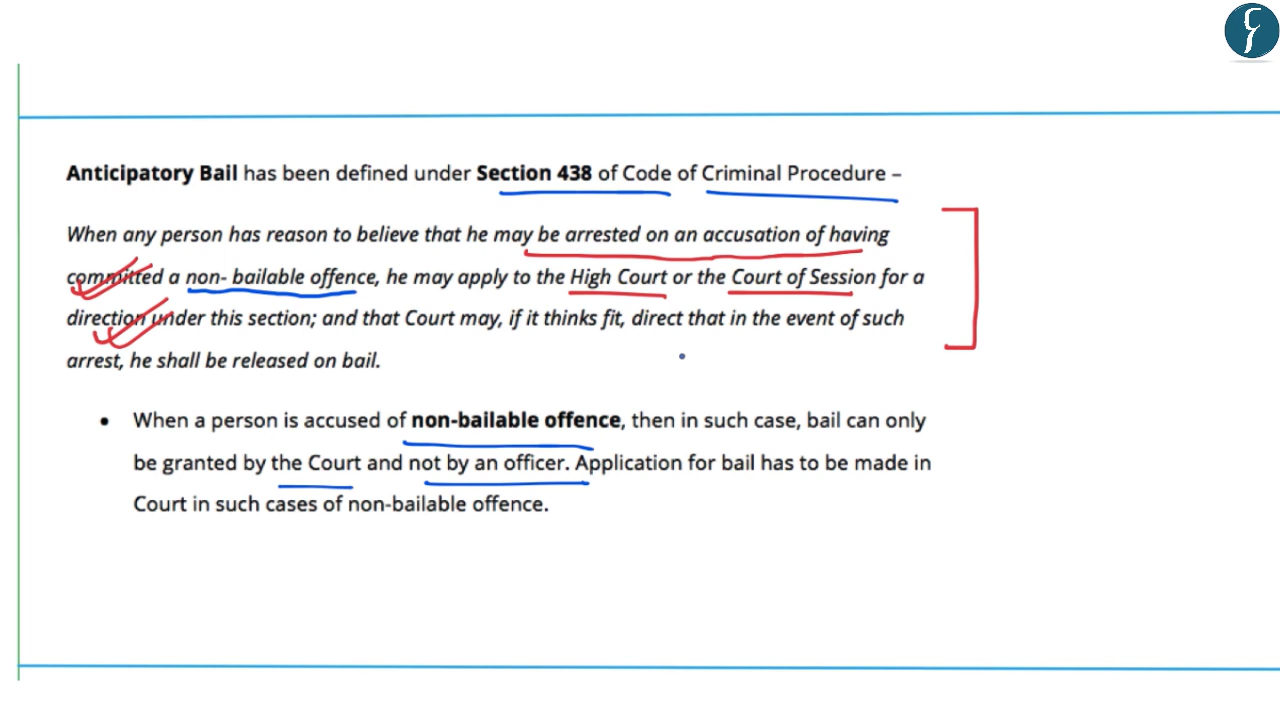 Anticipatory Bail has been defined under Section 438 of Code of Criminal Procedure –
When any person has reason to believe that he may be arrested on an accusation of having
committed a non- bailable offence, he may apply to the High Court or the Court of Session for a
direction under this section; and that Court may, if it thinks fit, direct that in the event of such
arrest, he shall be released on bail.
• When a person is accused of non-bailable offence, then in such case, bail can only
be granted by the Court and not by an officer. Application for bail has to be made in
Court in such cases of non-bailable offence.